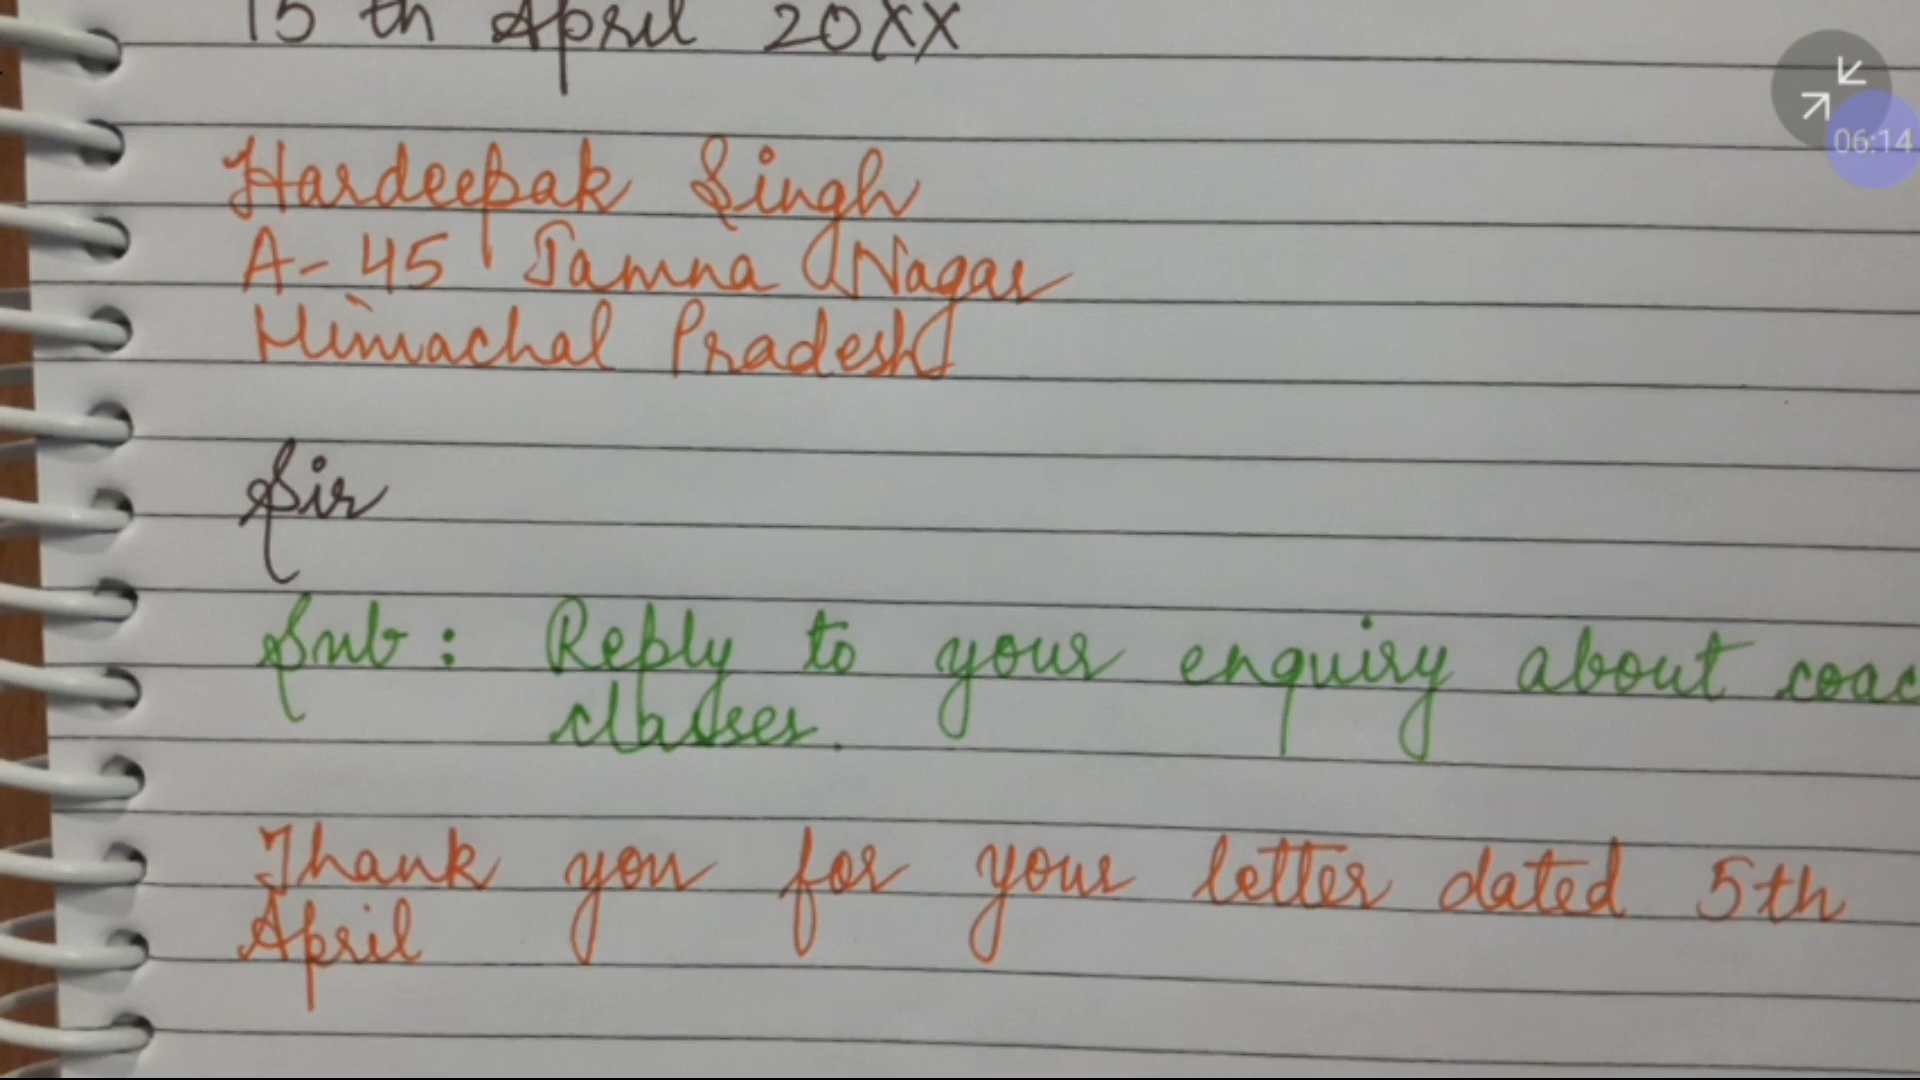 15 th April 20XX
06:14
Hardeepak Singh
A-45 Jamna Nagar
Himachal Pradesh
Sir
Sub: Reply to your enquiry about coac
classes.
Thank you for your letter dated 5th
April